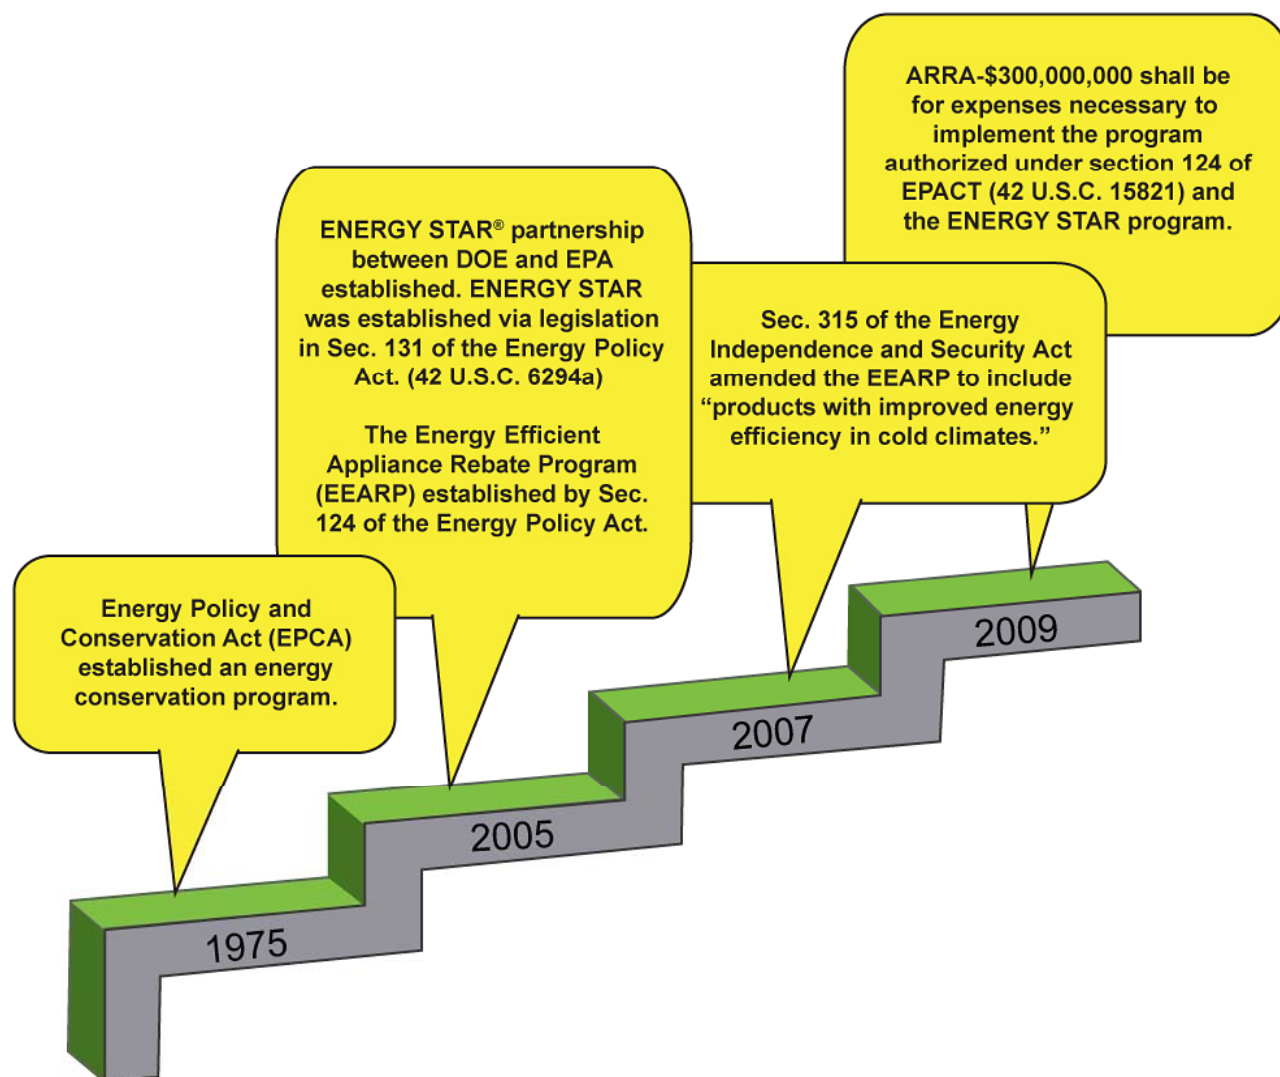 Energy Policy and
Conservation Act (EPCA)
established an energy
conservation program.
1975
ENERGY STAR® partnership
between DOE and EPA
established. ENERGY STAR
was established via legislation
in Sec. 131 of the Energy Policy
Act. (42 U.S.C. 6294a)
The Energy Efficient
Appliance Rebate Program
(EEARP) established by Sec.
124 of the Energy Policy Act.
2005
Sec. 315 of the Energy
Independence and Security Act
amended the EEARP to include
“products with improved energy
efficiency in cold climates.”
2007
ARRA-$300,000,000 shall be
for expenses necessary to
implement the program
authorized under section 124 of
EPACT (42 U.S.C. 15821) and
the ENERGY STAR program.
2009